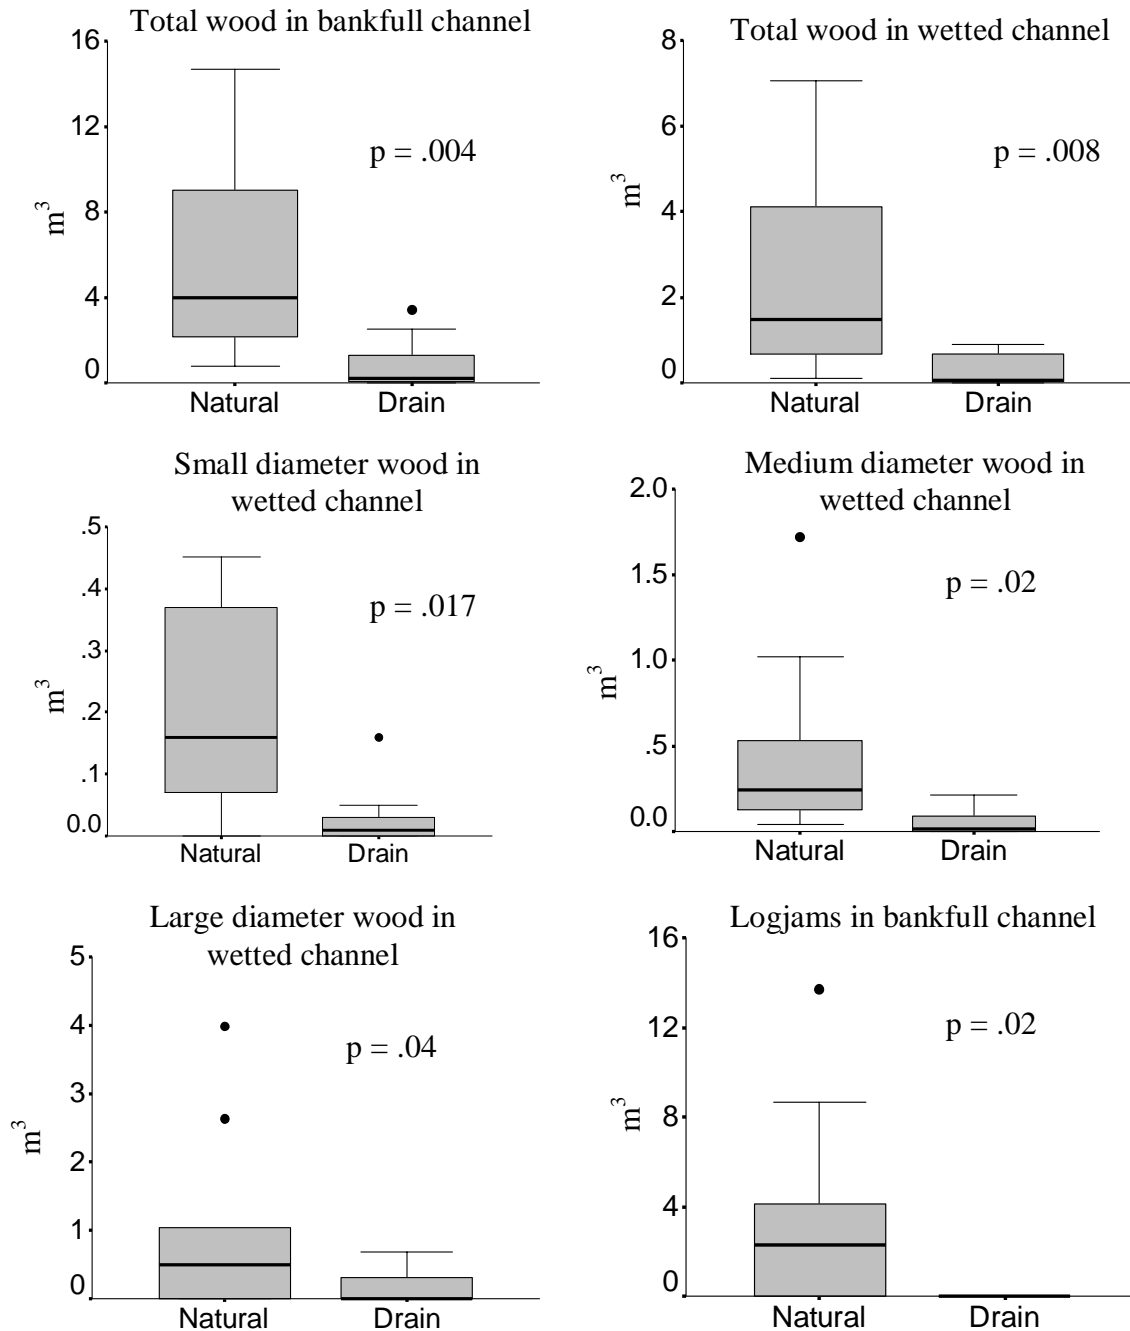 Total wood in bankfull channel
16
12
8
4
0
m³
p = .004
Natural Drain
Total wood in wetted channel
8
6
4
2
0
m³
p = .008
Natural Drain
Small diameter wood in
wetted channel
.5
.4
.3
.2
.1
0.0
m³
p = .017
Natural Drain
Medium diameter wood in
wetted channel
2.0
1.5
1.0
.5
0.0
m³
p = .02
Natural Drain
Large diameter wood in
wetted channel
5
4
3
2
1
0
m³
p = .04
Natural Drain
Logjams in bankfull channel
16
12
8
4
0
m³
p = .02
Natural Drain